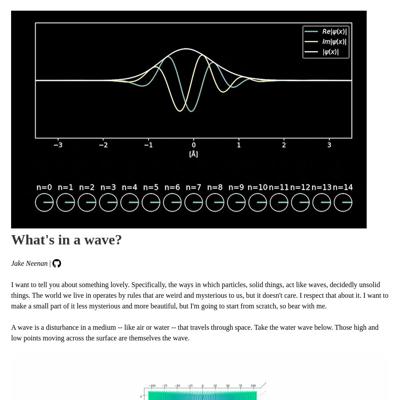 Re|ψ(x)|
Im|ψ(x)|
|ψ(x)|
−3 −2 −1 0 1 2 3
[Å]
n=0 n=1 n=2 n=3 n=4 n=5 n=6 n=7 n=8 n=9 n=10 n=11 n=12 n=13 n=14
What's in a wave?
Jake Neenan |
I want to tell you about something lovely. Specifically, the ways in which particles, solid things, act like waves, decidedly unsolid
things. The world we live in operates by rules that are weird and mysterious to us, but it doesn't care. I respect that about it. I want to
make a small part of it less mysterious and more beautiful, but I'm going to start from scratch, so bear with me.
A wave is a disturbance in a medium -- like air or water -- that travels through space. Take the water wave below. Those high and
low points moving across the surface are themselves the wave.